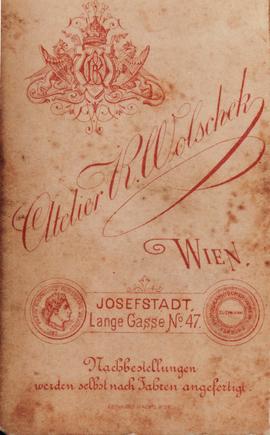 Atelier R. Wolschek
WIEN.
JOSEFSTADT,
Lange Gasse No 47.
Nachbestellungen
werden selbst nach Jahren angefertigt.